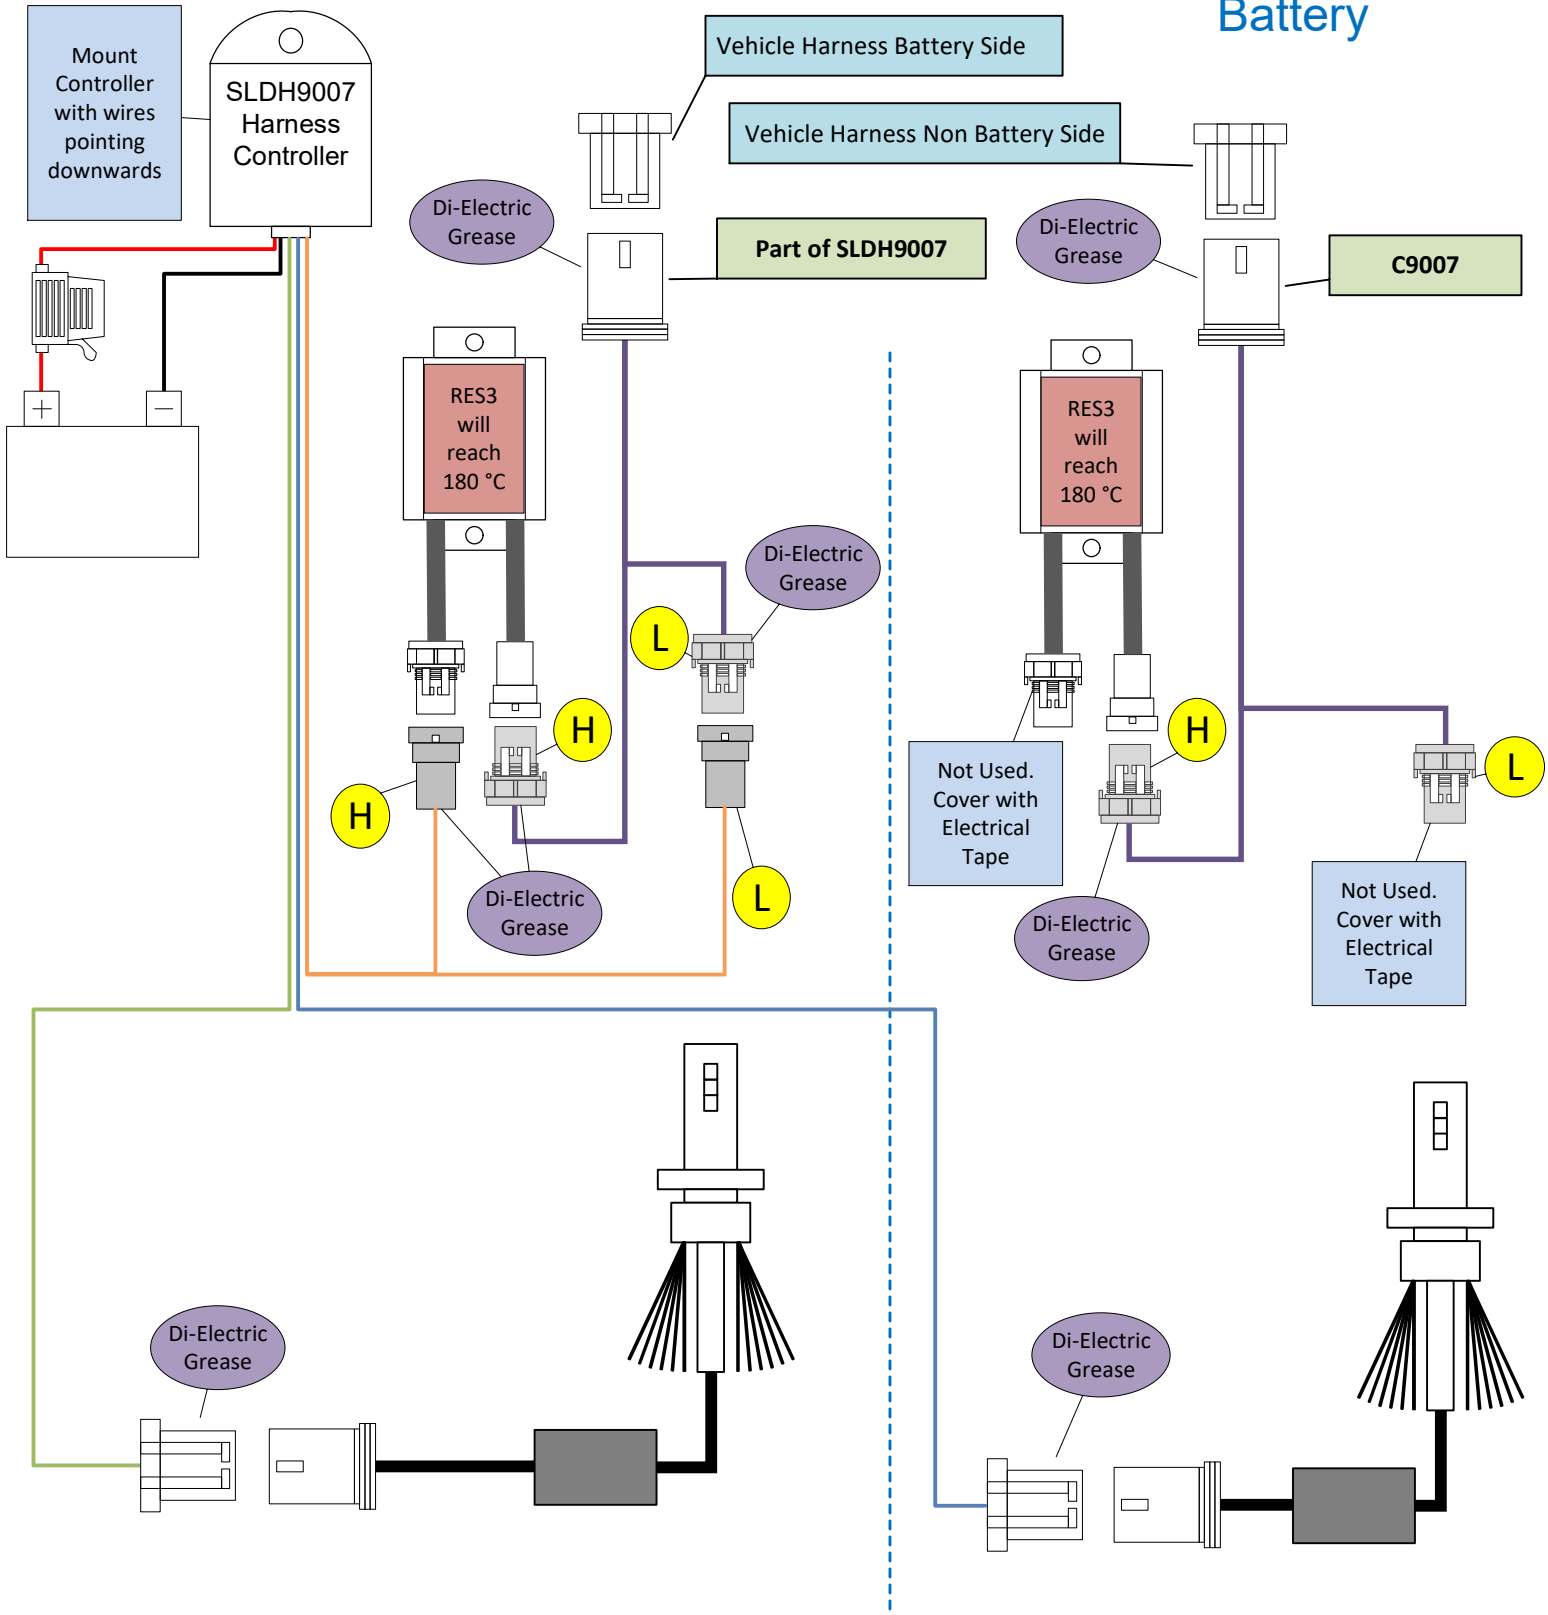 Battery
Mount
Controller
with wires
pointing
downwards
SLDH9007
Harness
Controller
Vehicle Harness Battery Side
Vehicle Harness Non Battery Side
Di-Electric
Grease
Part of SLDH9007
Di-Electric
Grease
C9007
+
−
RES3
will
reach
180 °C
RES3
will
reach
180 °C
Di-Electric
Grease
L
H
H
L
Di-Electric
Grease
H
L
Not Used.
Cover with
Electrical
Tape
Di-Electric
Grease
Not Used.
Cover with
Electrical
Tape
Di-Electric
Grease
Di-Electric
Grease